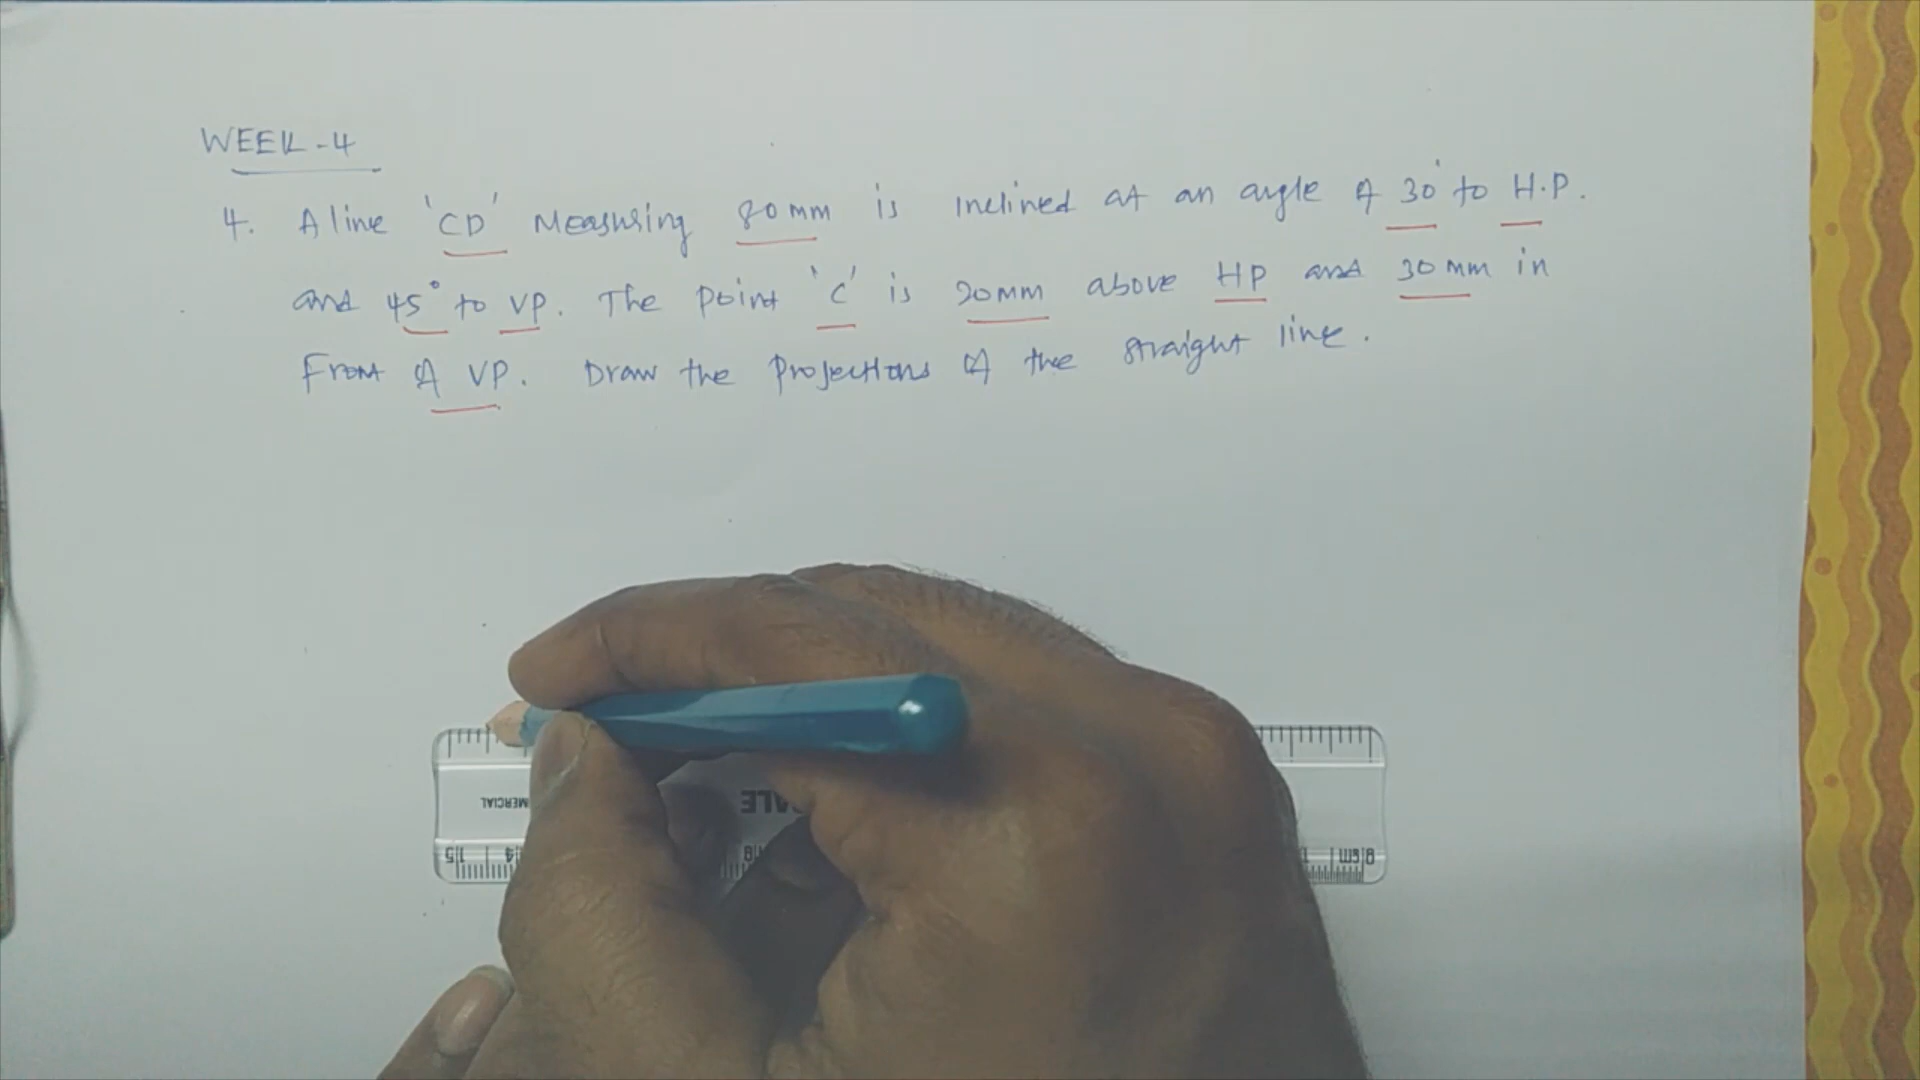 WEEK-4
4. A line 'CD' Measuring 80mm is inclined at an angle of 30° to H.P.
and 45° to VP. The point 'C' is 20mm above HP and 30mm in
Front of VP. Draw the projections of the straight line.